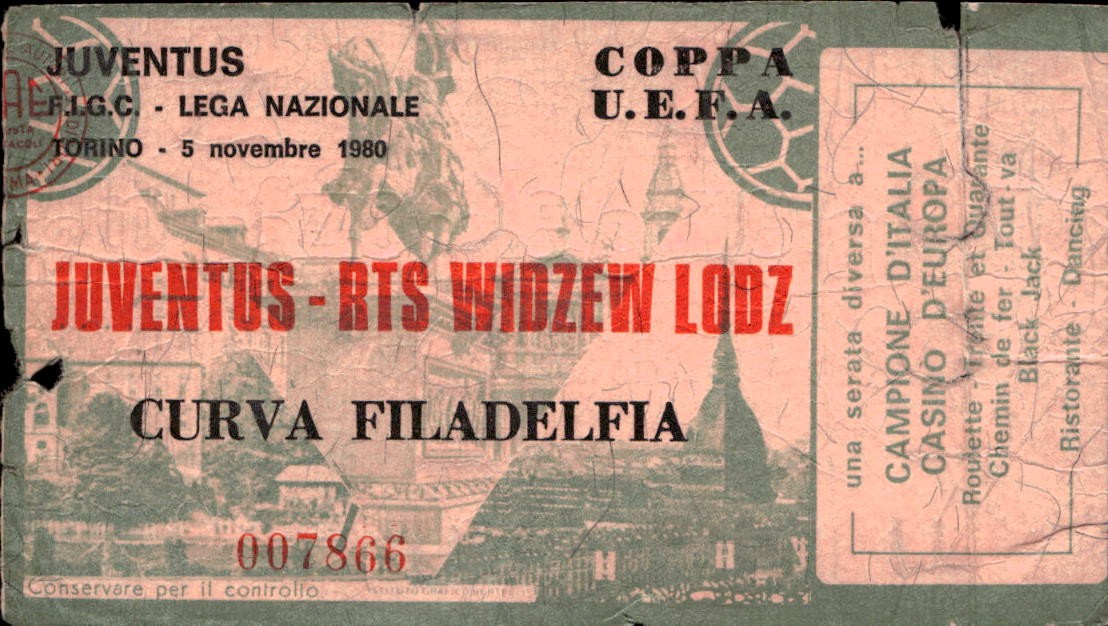 JUVENTUS
F.I.G.C. - LEGA NAZIONALE
TORINO - 5 novembre 1980
COPPA
U.E.F.A.
JUVENTUS - RTS WIDZEW LODZ
CURVA FILADELFIA
007866
Conservare per il controllo
una serata diversa a...
CAMPIONE D'ITALIA
CASINO D'EUROPA
Roulette - Trente et Quarante
Chemin de fer - Tout-va
Black Jack
Ristorante - Dancing